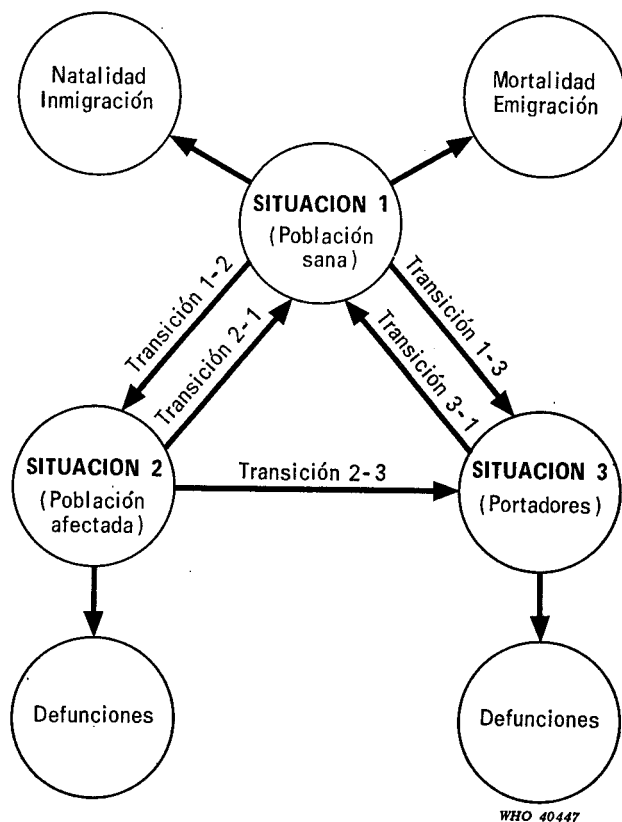 Natalidad
Inmigración
Mortalidad
Emigración
SITUACION 1
(Población
sana)
Transición 1-2
Transición 2-1
Transición 1-3
Transición 3-1
SITUACION 2
(Población
afectada)
Transición 2-3
SITUACION 3
(Portadores)
Defunciones
Defunciones
WHO 40447